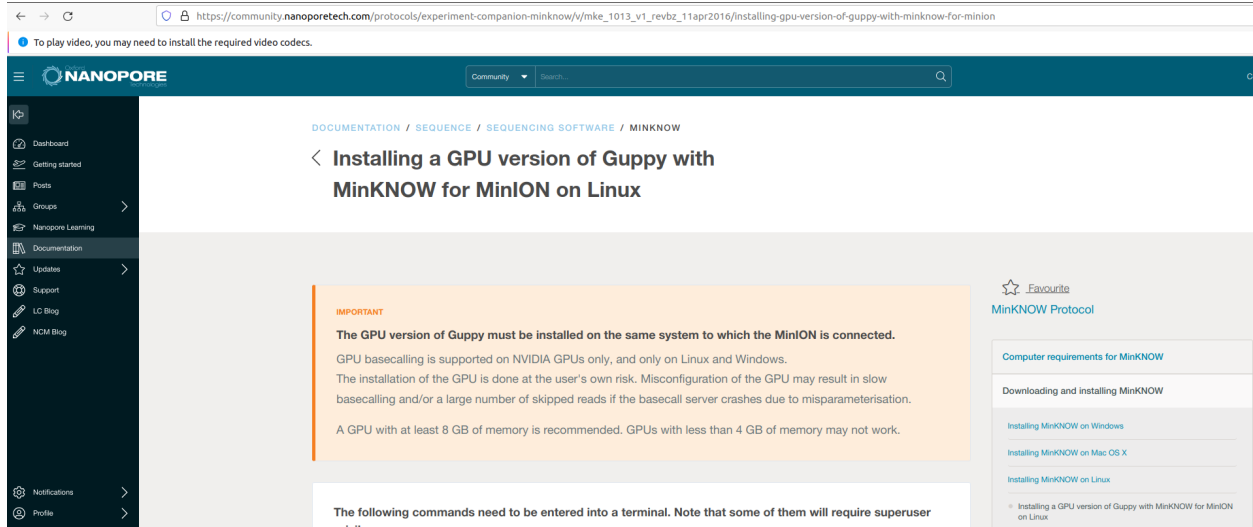 https://community.nanoporetech.com/protocols/experiment-companion-minknow/v/mke_1013_v1_revbz_11apr2016/installing-gpu-version-of-guppy-with-minknow-for-minion
To play video, you may need to install the required video codecs.
Oxford
NANOPORE
Technologies
Community
Search...
Dashboard
Getting started
Posts
Groups
Nanopore Learning
Documentation
Updates
Support
LC Blog
NCM Blog
Notifications
Profile
DOCUMENTATION / SEQUENCE / SEQUENCING SOFTWARE / MINKNOW
Installing a GPU version of Guppy with
MinKNOW for MinION on Linux
IMPORTANT
The GPU version of Guppy must be installed on the same system to which the MinION is connected.
GPU basecalling is supported on NVIDIA GPUs only, and only on Linux and Windows.
The installation of the GPU is done at the user's own risk. Misconfiguration of the GPU may result in slow
basecalling and/or a large number of skipped reads if the basecall server crashes due to misparameterisation.
A GPU with at least 8 GB of memory is recommended. GPUs with less than 4 GB of memory may not work.
The following commands need to be entered into a terminal. Note that some of them will require superuser
Favourite
MinKNOW Protocol
Computer requirements for MinKNOW
Downloading and installing MinKNOW
Installing MinKNOW on Windows
Installing MinKNOW on Mac OS X
Installing MinKNOW on Linux
Installing a GPU version of Guppy with MinKNOW for MinION
on Linux